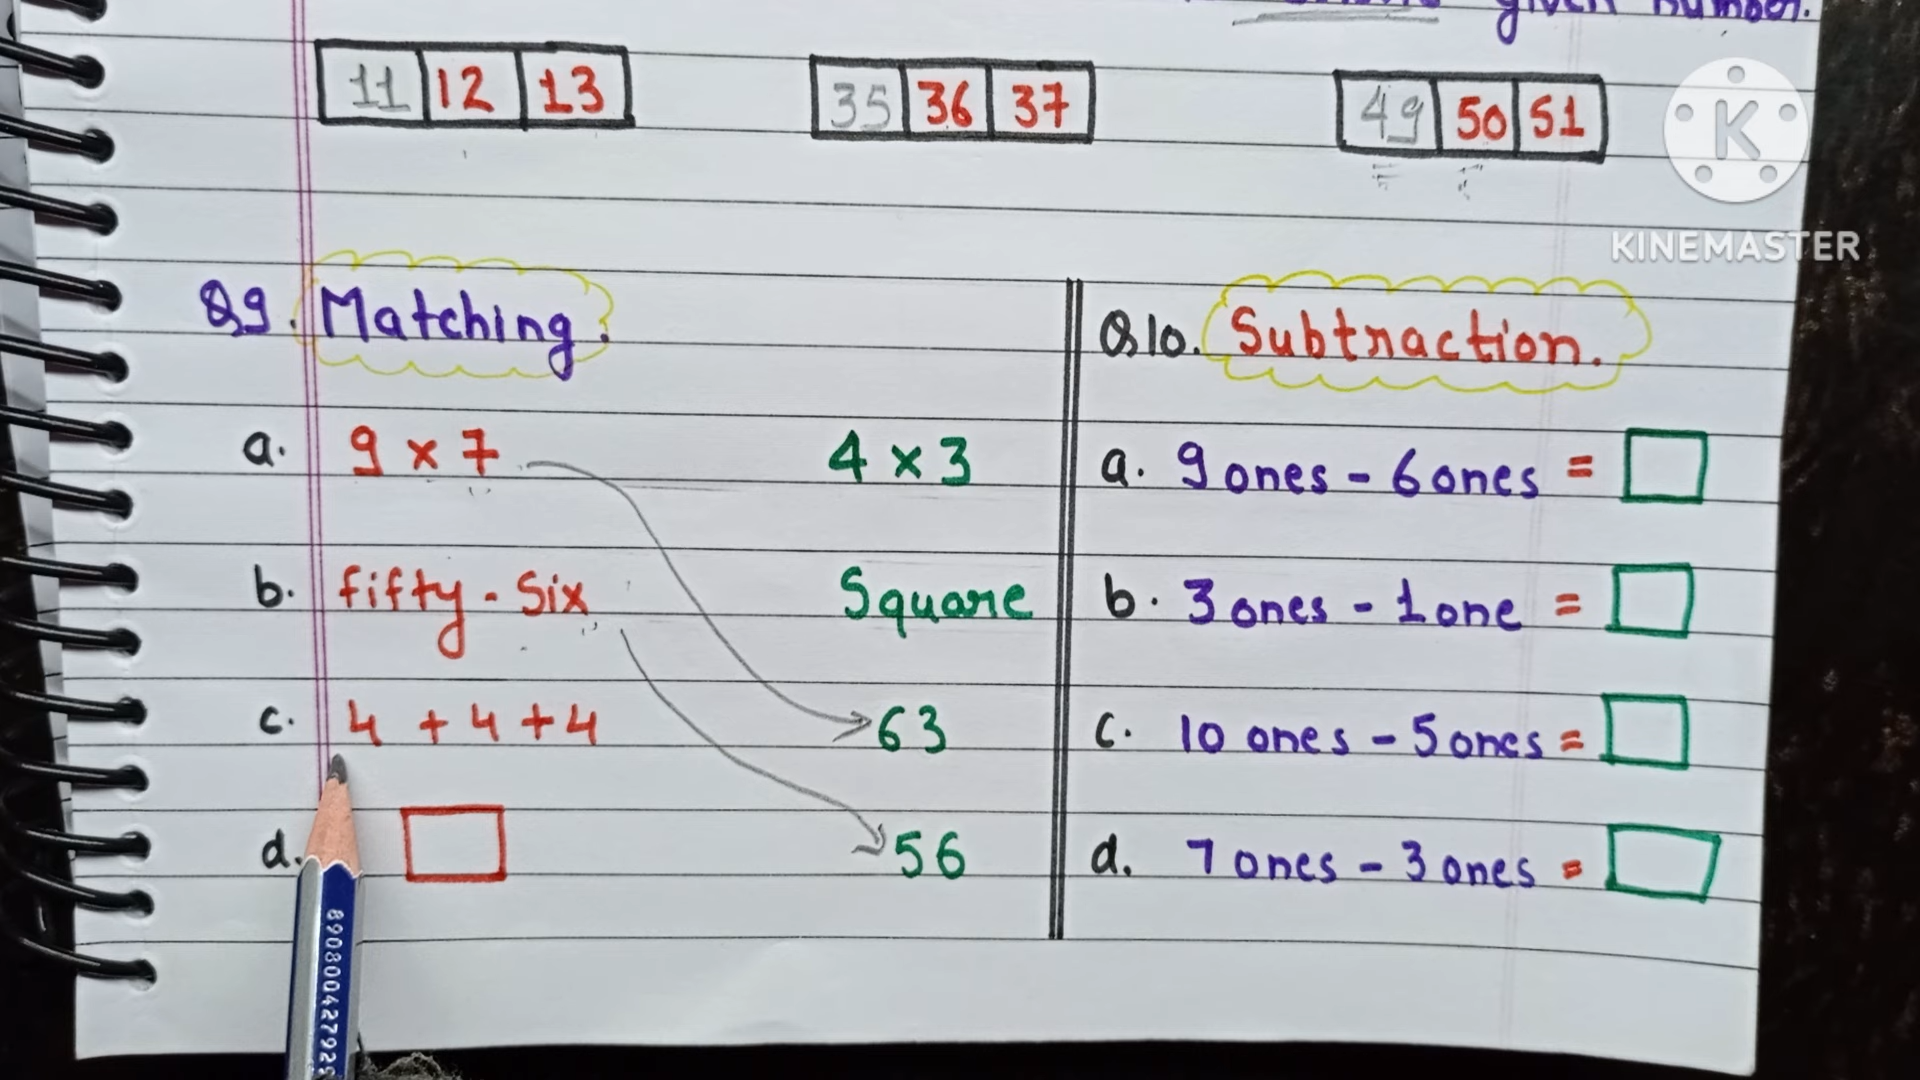 given number.
11 12 13
35 36 37
49 50 51
K
KINEMASTER
Q9. Matching.
a. 9 × 7 4 × 3
b. fifty-Six Square
c. 4 + 4 + 4 63
d. 56
Q10. Subtraction.
a. 9 ones - 6 ones =
b. 3 ones - 1 one =
c. 10 ones - 5 ones =
d. 7 ones - 3 ones =